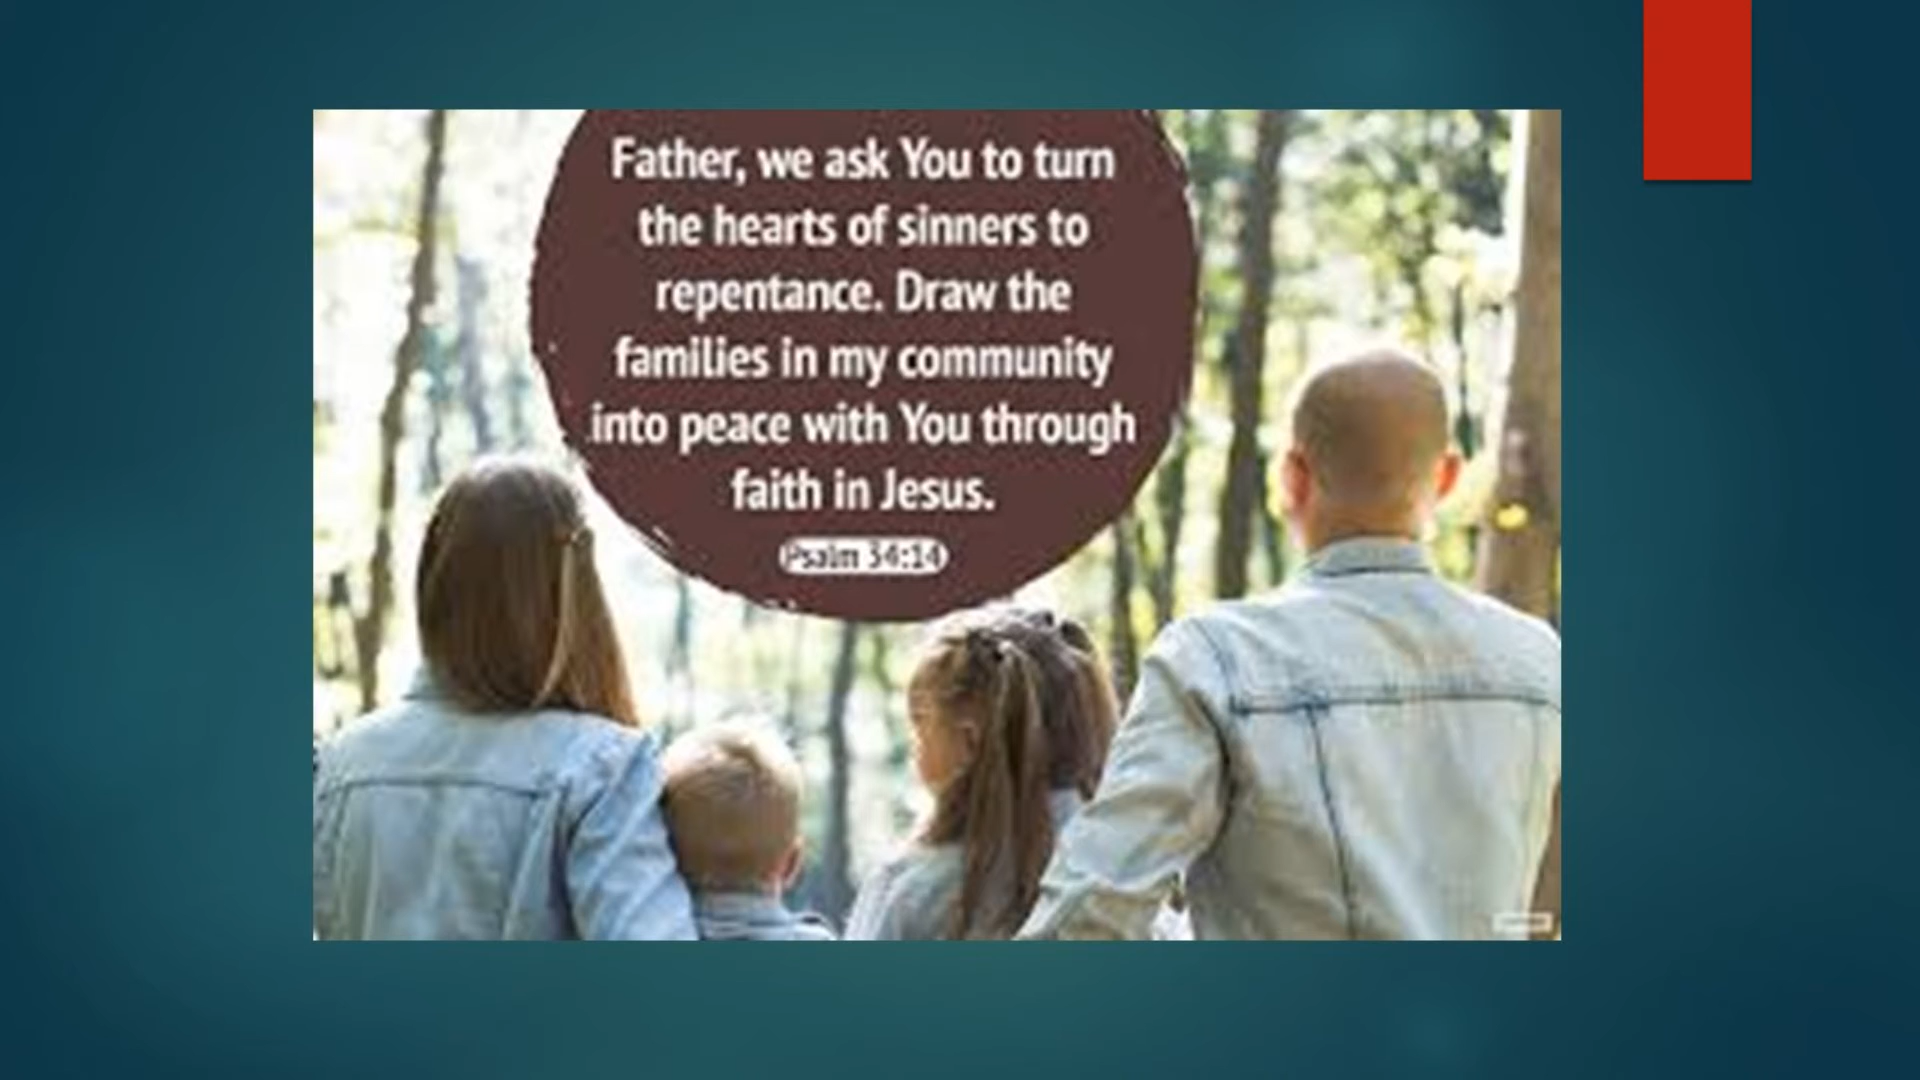 Father, we ask You to turn
the hearts of sinners to
repentance. Draw the
families in my community
into peace with You through
faith in Jesus.
Psalm 34:14